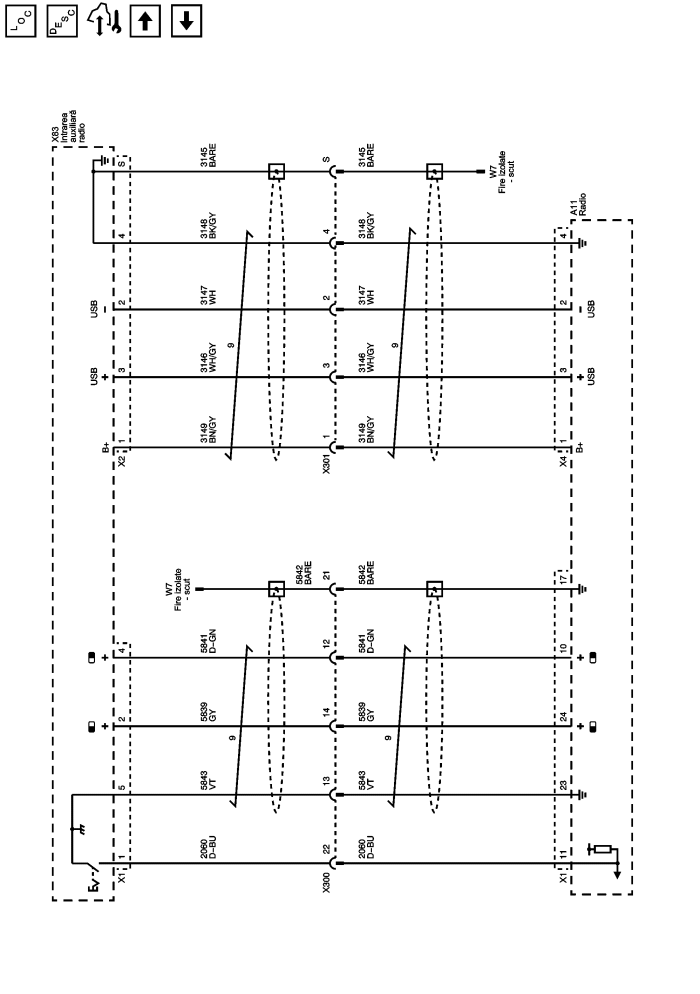 LOC
DESC
X83
Intrarea
auxiliară
radio
A11
Radio
S
3145
BARE
S
3145
BARE
W7
Fire izolate
- scut
4
3148
BK/GY
4
3148
BK/GY
4
USB
–
2
3147
WH
2
3147
WH
2
–
USB
USB
+
3
3146
WH/GY
3
3146
WH/GY
3
+
USB
B+
1
3149
BN/GY
1
3149
BN/GY
1
B+
X2
X301
X4
9
9
W7
Fire izolate
- scut
5842
BARE
21
5842
BARE
17
+
4
5841
D–GN
12
5841
D–GN
10
+
+
2
5839
GY
14
5839
GY
24
+
9
9
5
5843
VT
13
5843
VT
23
1
2060
D–BU
22
2060
D–BU
11
X1
X300
X1